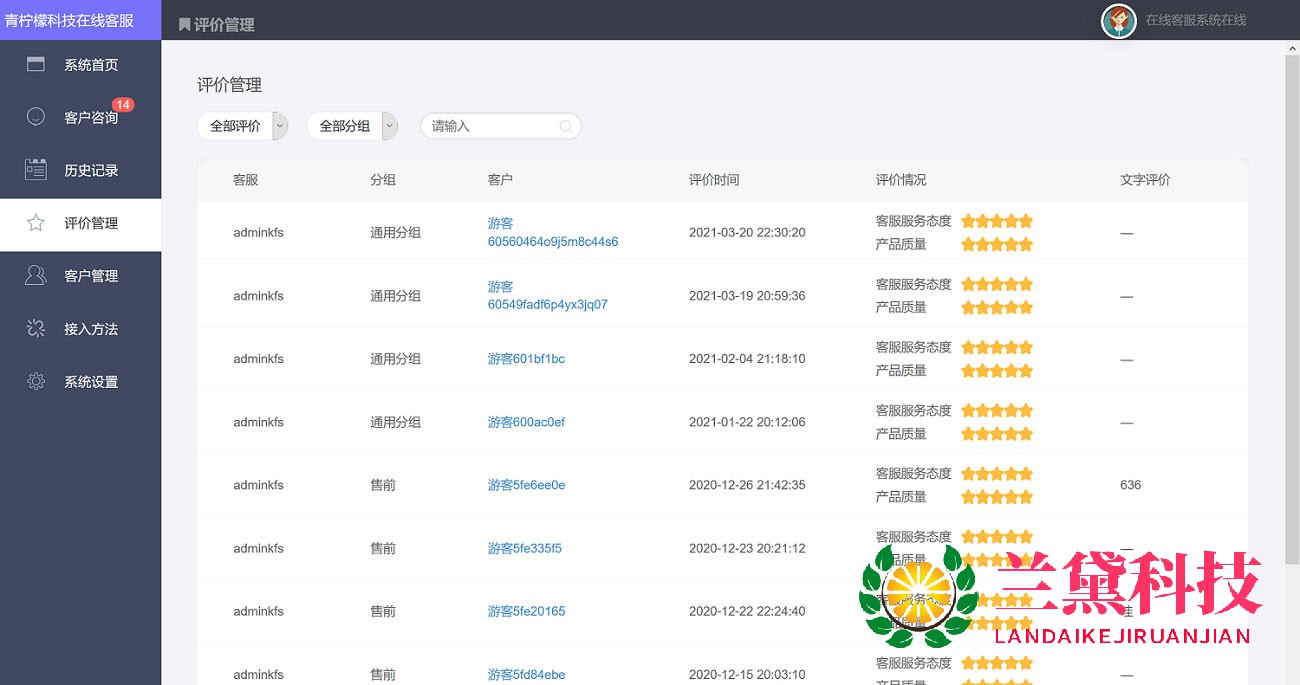 青柠檬科技在线客服
评价管理
在线客服系统在线
系统首页
客户咨询
14
历史记录
评价管理
客户管理
接入方法
系统设置
评价管理
全部评价
全部分组
请输入
客服 分组 客户 评价时间 评价情况 文字评价
adminkfs 通用分组 游客 2021-03-20 22:30:20 客服服务态度 —
60560464o9j5m8c44s6 产品质量
adminkfs 通用分组 游客 2021-03-19 20:59:36 客服服务态度 —
60549fadf6p4yx3jq07 产品质量
adminkfs 通用分组 游客601bf1bc 2021-02-04 21:18:10 客服服务态度 —
产品质量
adminkfs 通用分组 游客600ac0ef 2021-01-22 20:12:06 客服服务态度 —
产品质量
adminkfs 售前 游客5fe6ee0e 2020-12-26 21:42:35 客服服务态度 636
产品质量
adminkfs 售前 游客5fe335f5 2020-12-23 20:21:12 客服服务态度 —
品质量
adminkfs 售前 游客5fe20165 2020-12-22 22:24:40 服务态
adminkfs 售前 游客5fd84ebe 2020-12-15 20:03:10 客服服务态度 —
兰黛科技
LANDAIKEJIRUANJIAN